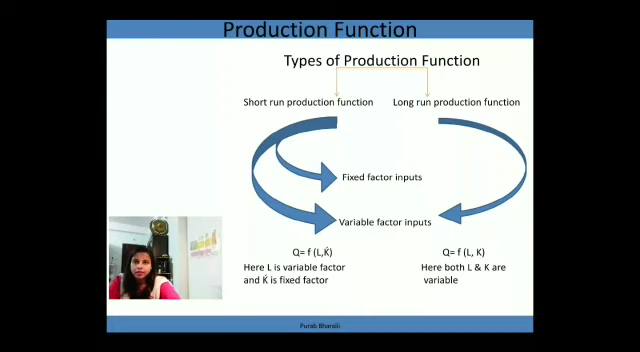 Production Function
Types of Production Function
Short run production function
Long run production function
Fixed factor inputs
Variable factor inputs
Q= f (L,K̇)
Here L is variable factor
and K̇ is fixed factor
Q= f (L, K)
Here both L & K are
variable
Purab Bharali